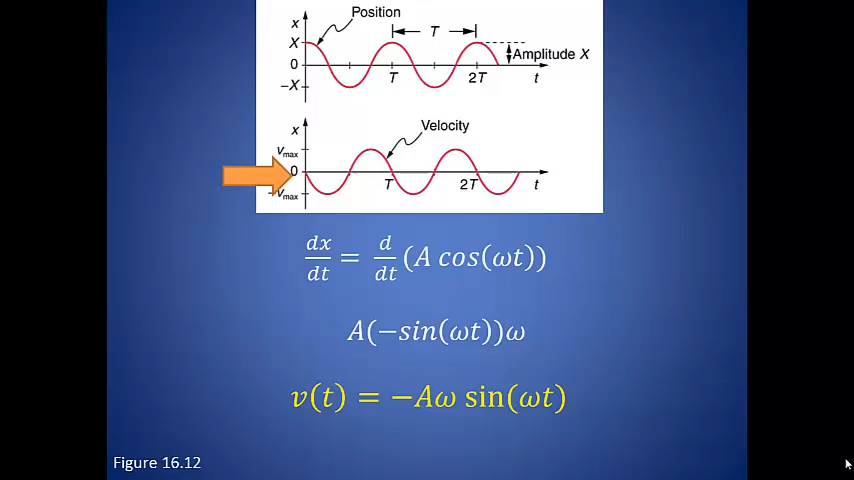 Position
x
X
T
Amplitude X
0
T
2T
t
−X
x
Velocity
vmax
0
T
2T
t
−vmax
dx/dt = d/dt (A cos(ωt))
A(−sin(ωt))ω
v(t) = −Aω sin(ωt)
Figure 16.12